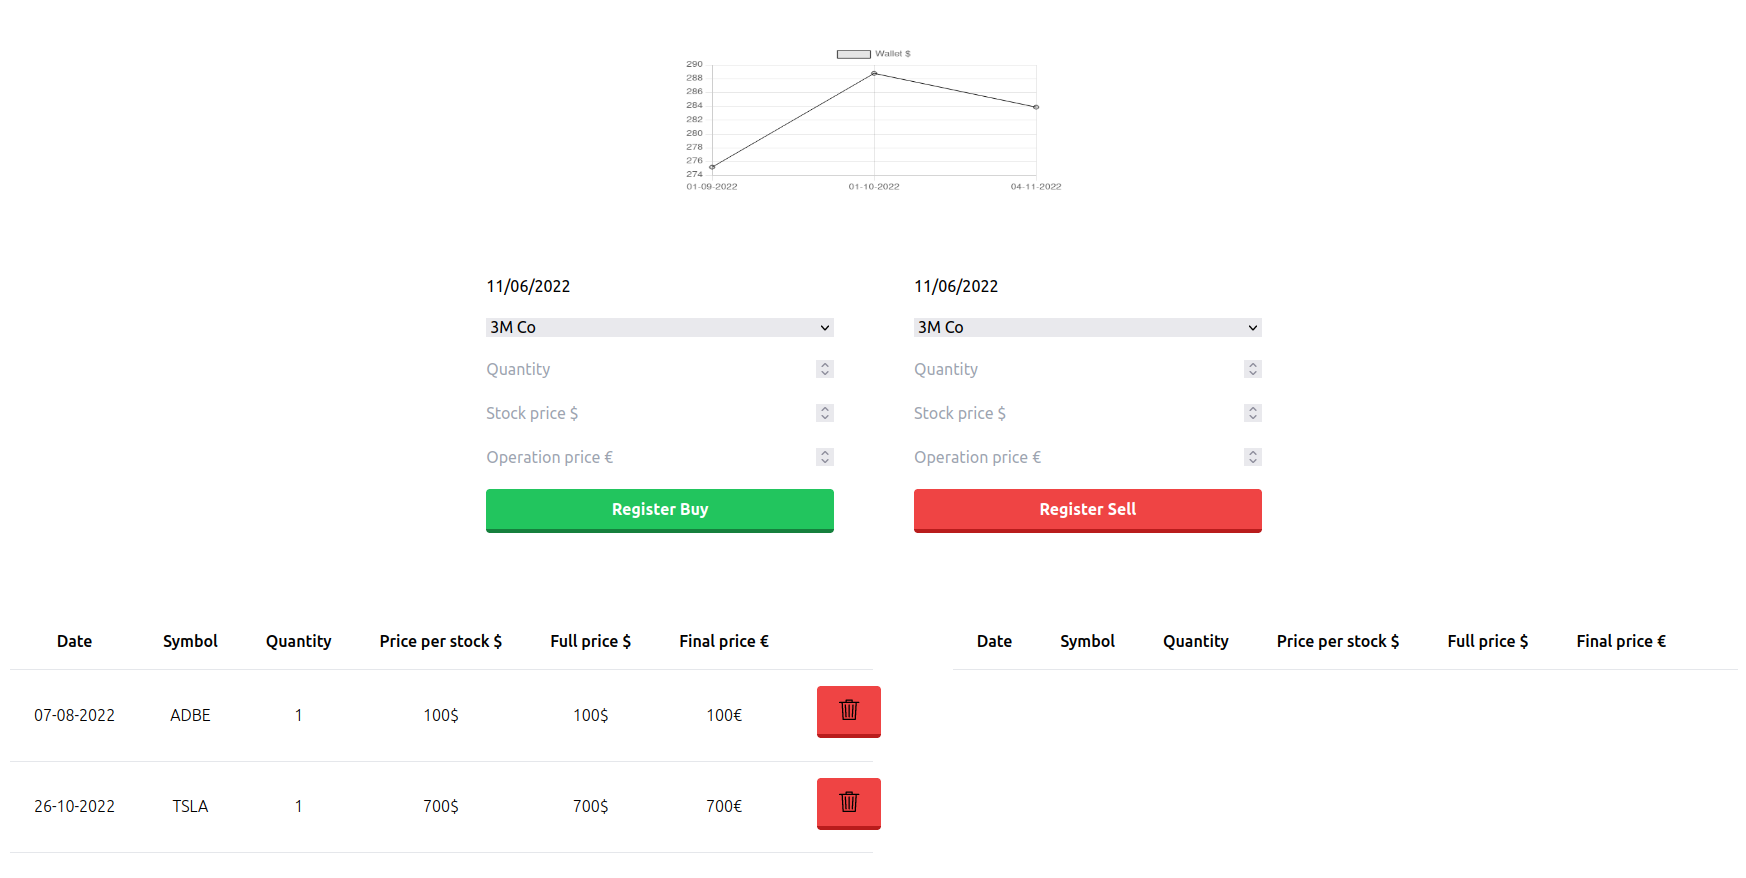 Wallet $
290
288
286
284
282
280
278
276
274
01-09-2022 01-10-2022 04-11-2022
11/06/2022
3M Co
Quantity
Stock price $
Operation price €
Register Buy
11/06/2022
3M Co
Quantity
Stock price $
Operation price €
Register Sell
Date Symbol Quantity Price per stock $ Full price $ Final price €
07-08-2022 ADBE 1 100$ 100$ 100€
26-10-2022 TSLA 1 700$ 700$ 700€
Date Symbol Quantity Price per stock $ Full price $ Final price €